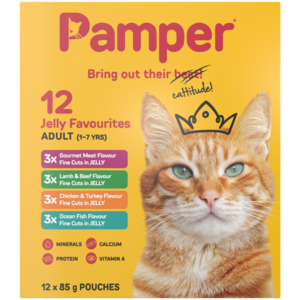 Pamper®
Bring out their best!
cattitude!
12
Jelly Favourites
ADULT (1-7 YRS)
3x Gourmet Meat Flavour
Fine Cuts in JELLY
3x Lamb & Beef Flavour
Fine Cuts in JELLY
3x Chicken & Turkey Flavour
Fine Cuts in JELLY
3x Ocean Fish Flavour
Fine Cuts in JELLY
MINERALS
CALCIUM
PROTEIN
VITAMIN A
12 x 85 g POUCHES